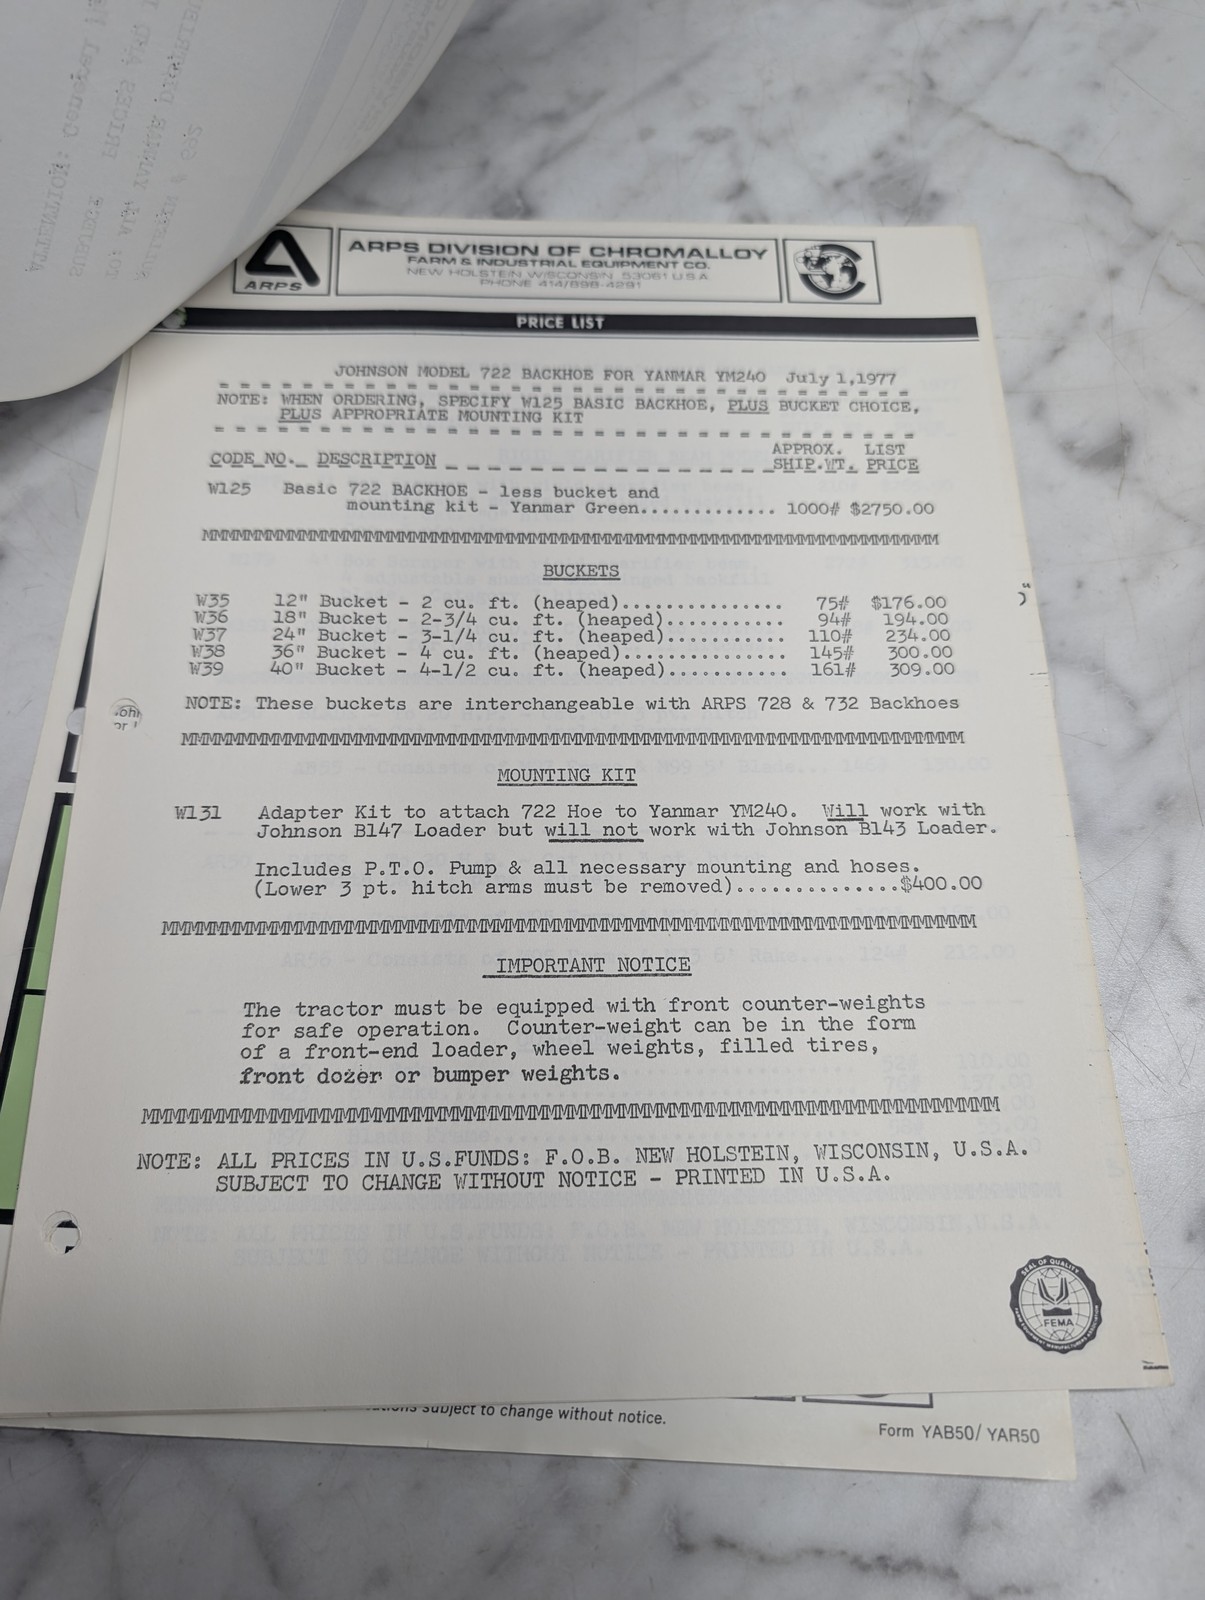 ARPS
ARPS DIVISION OF CHROMALLOY
FARM & INDUSTRIAL EQUIPMENT CO.
NEW HOLSTEIN WISCONSIN 53061 U.S.A.
PHONE 414/898-4291
PRICE LIST
JOHNSON MODEL 722 BACKHOE FOR YANMAR YM240 July 1,1977
NOTE: WHEN ORDERING, SPECIFY W125 BASIC BACKHOE, PLUS BUCKET CHOICE,
PLUS APPROPRIATE MOUNTING KIT
APPROX. LIST
CODE NO. DESCRIPTION SHIP.WT. PRICE
W125 Basic 722 BACKHOE - less bucket and
mounting kit - Yanmar Green............. 1000# $2750.00
MMMMMMMMMMMMMMMMMMMMMMMMMMMMMMMMMMMMMMMMMMMMMMMMMMMMMMMMMMMMMMMMMMMMMMMM
BUCKETS
W35 12" Bucket - 2 cu. ft. (heaped)............... 75# $176.00
W36 18" Bucket - 2-3/4 cu. ft. (heaped)........... 94# 194.00
W37 24" Bucket - 3-1/4 cu. ft. (heaped)........... 110# 234.00
W38 36" Bucket - 4 cu. ft. (heaped)............... 145# 300.00
W39 40" Bucket - 4-1/2 cu. ft. (heaped)........... 161# 309.00
NOTE: These buckets are interchangeable with ARPS 728 & 732 Backhoes
MMMMMMMMMMMMMMMMMMMMMMMMMMMMMMMMMMMMMMMMMMMMMMMMMMMMMMMMMMMMMMMMMMMMMMMM
MOUNTING KIT
W131 Adapter Kit to attach 722 Hoe to Yanmar YM240. Will work with
Johnson B147 Loader but will not work with Johnson B143 Loader.
Includes P.T.O. Pump & all necessary mounting and hoses.
(Lower 3 pt. hitch arms must be removed)..............$400.00
MMMMMMMMMMMMMMMMMMMMMMMMMMMMMMMMMMMMMMMMMMMMMMMMMMMMMMMMMMMMMMMMMMMMMMMM
IMPORTANT NOTICE
The tractor must be equipped with front counter-weights
for safe operation. Counter-weight can be in the form
of a front-end loader, wheel weights, filled tires,
front dozer or bumper weights.
MMMMMMMMMMMMMMMMMMMMMMMMMMMMMMMMMMMMMMMMMMMMMMMMMMMMMMMMMMMMMMMMMMMMMMMM
NOTE: ALL PRICES IN U.S.FUNDS: F.O.B. NEW HOLSTEIN, WISCONSIN, U.S.A.
SUBJECT TO CHANGE WITHOUT NOTICE - PRINTED IN U.S.A.
SEAL OF QUALITY
FEMA
FARM EQUIPMENT MANUFACTURERS ASSOCIATION
subject to change without notice.
Form YAB50/ YAR50